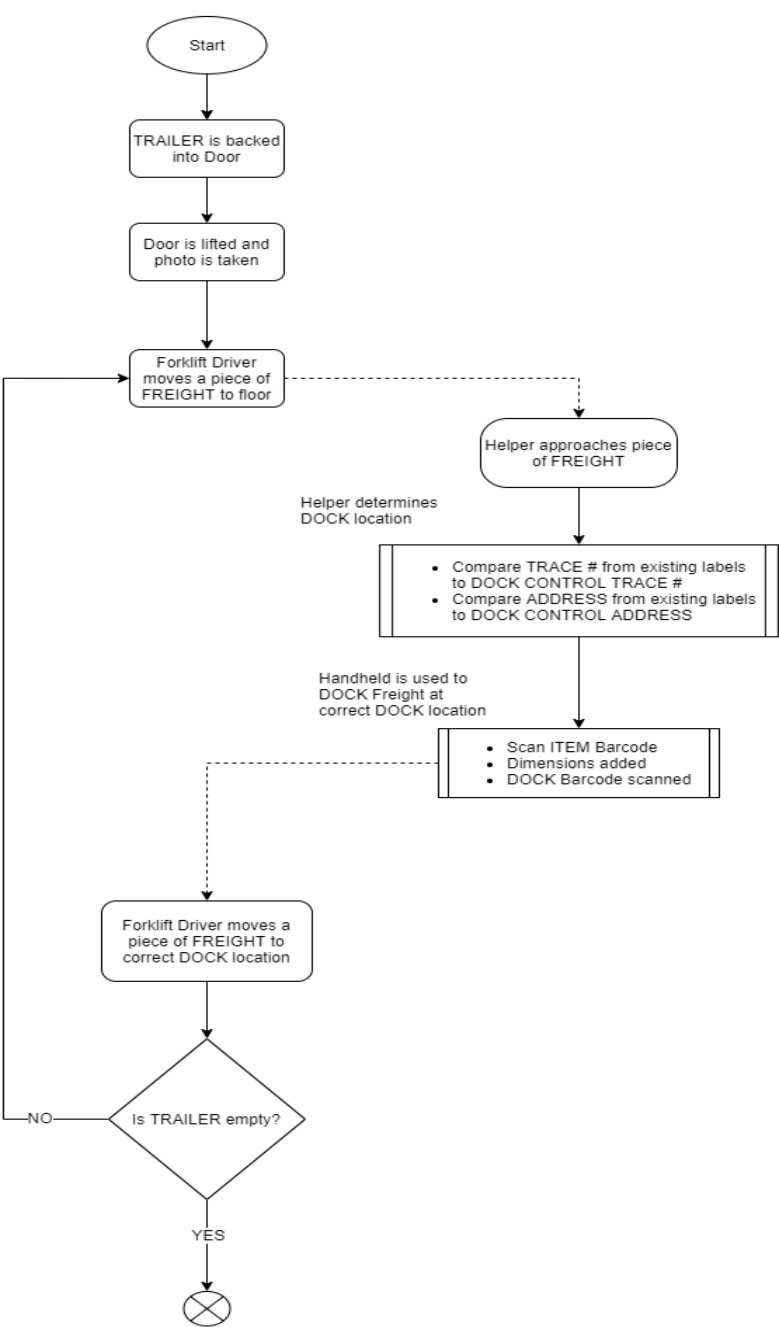 Start
TRAILER is backed
into Door
Door is lifted and
photo is taken
Forklift Driver
moves a piece of
FREIGHT to floor
Helper approaches piece
of FREIGHT
Helper determines
DOCK location
• Compare TRACE # from existing labels
to DOCK CONTROL TRACE #
• Compare ADDRESS from existing labels
to DOCK CONTROL ADDRESS
Handheld is used to
DOCK Freight at
correct DOCK location
• Scan ITEM Barcode
• Dimensions added
• DOCK Barcode scanned
Forklift Driver moves a
piece of FREIGHT to
correct DOCK location
Is TRAILER empty?
NO
YES